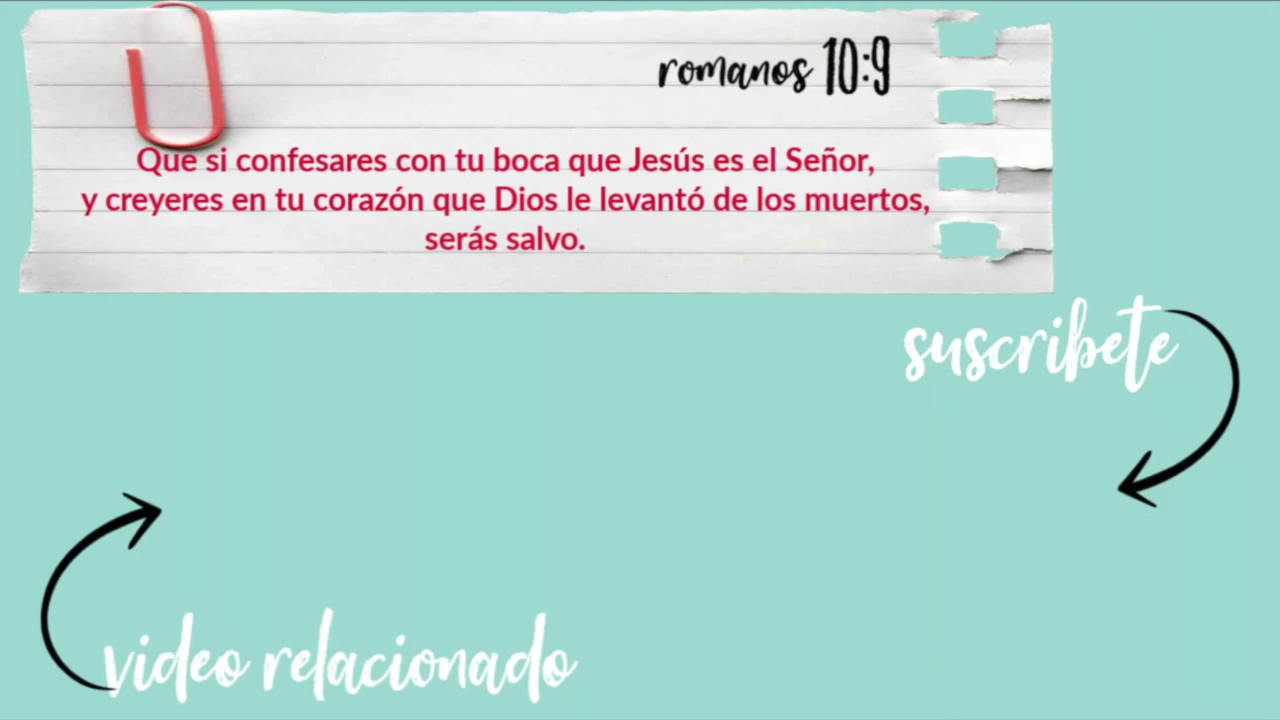 romanos 10:9
Que si confesares con tu boca que Jesús es el Señor,
y creyeres en tu corazón que Dios le levantó de los muertos,
serás salvo.
suscribete
video relacionado